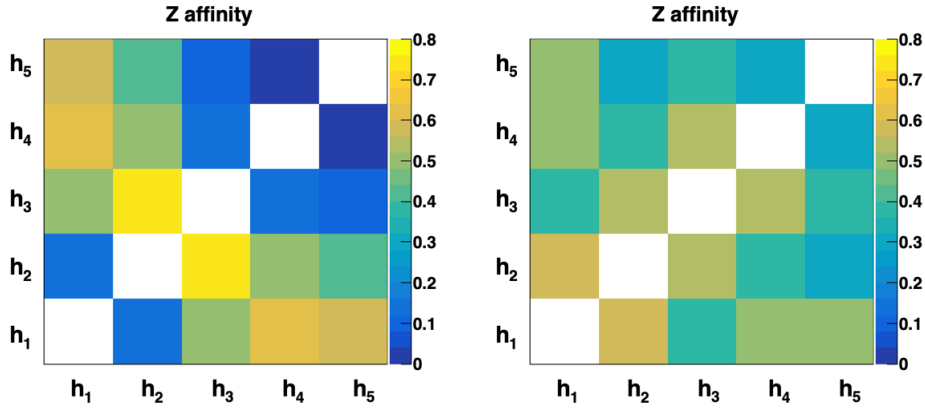 Z affinity
h₅
h₄
h₃
h₂
h₁
h₁ h₂ h₃ h₄ h₅
0.8
0.7
0.6
0.5
0.4
0.3
0.2
0.1
0
Z affinity
h₅
h₄
h₃
h₂
h₁
h₁ h₂ h₃ h₄ h₅
0.8
0.7
0.6
0.5
0.4
0.3
0.2
0.1
0